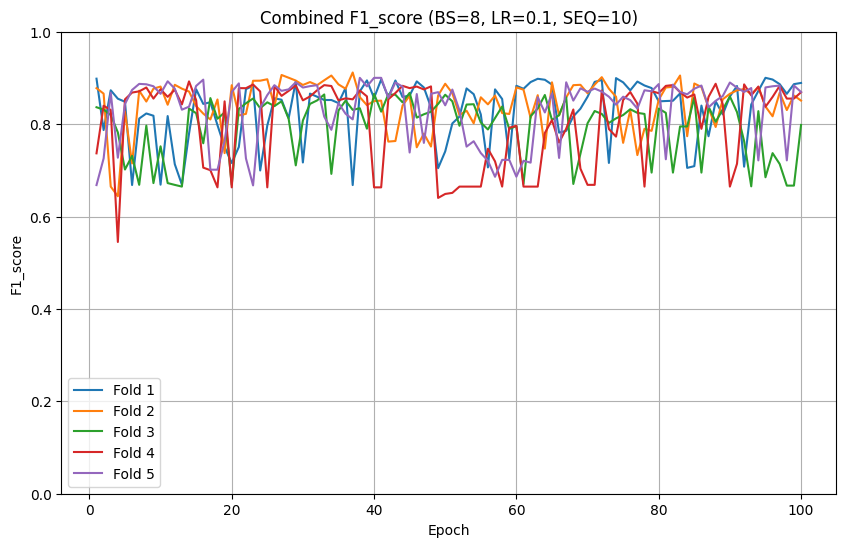 Combined F1_score (BS=8, LR=0.1, SEQ=10)
F1_score
1.0
0.8
0.6
0.4
0.2
0.0
Fold 1
Fold 2
Fold 3
Fold 4
Fold 5
0 20 40 60 80 100
Epoch